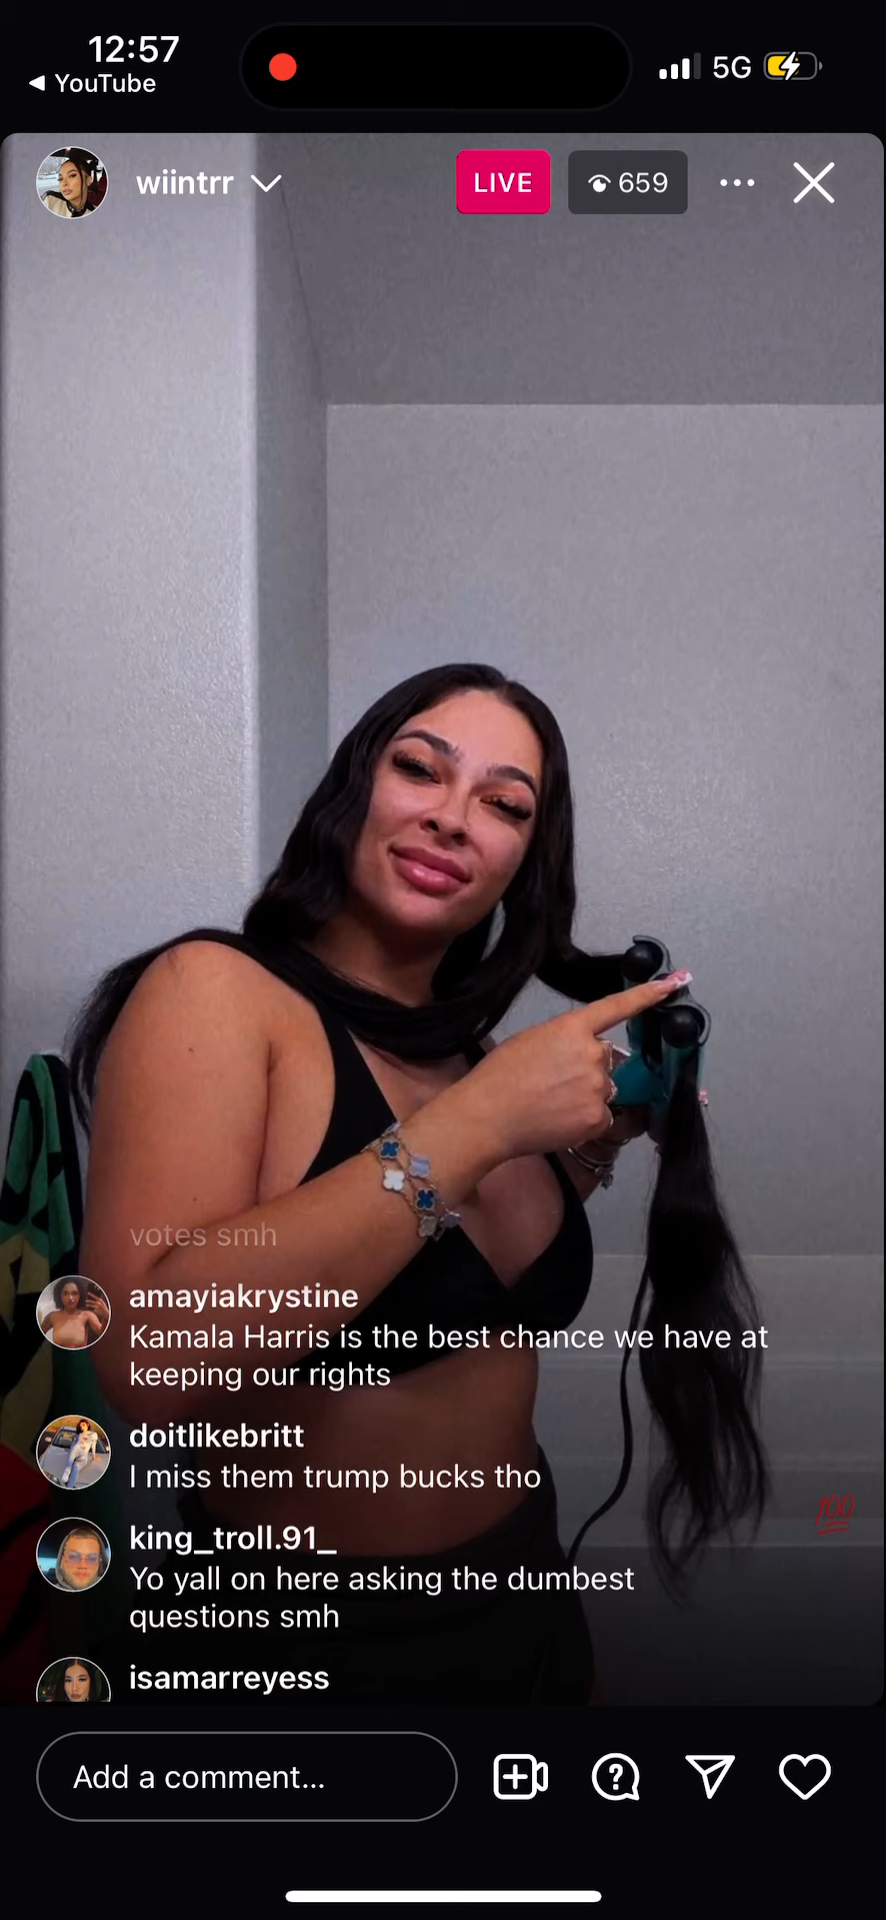 12:57
5G
◀ YouTube
wiintrr
LIVE
659
votes smh
amayiakrystine
Kamala Harris is the best chance we have at
keeping our rights
doitlikebritt
I miss them trump bucks tho
king_troll.91_
Yo yall on here asking the dumbest
questions smh
100
isamarreyess
Add a comment...